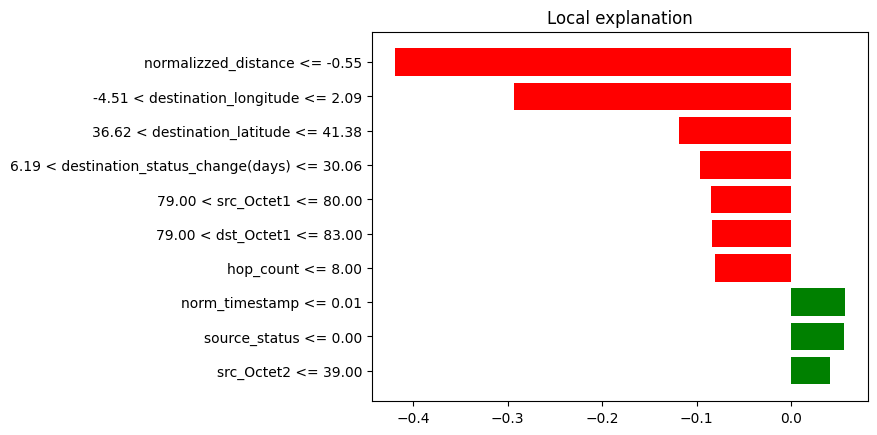 Local explanation
normalizzed_distance <= -0.55
-4.51 < destination_longitude <= 2.09
36.62 < destination_latitude <= 41.38
6.19 < destination_status_change(days) <= 30.06
79.00 < src_Octet1 <= 80.00
79.00 < dst_Octet1 <= 83.00
hop_count <= 8.00
norm_timestamp <= 0.01
source_status <= 0.00
src_Octet2 <= 39.00
−0.4 −0.3 −0.2 −0.1 0.0